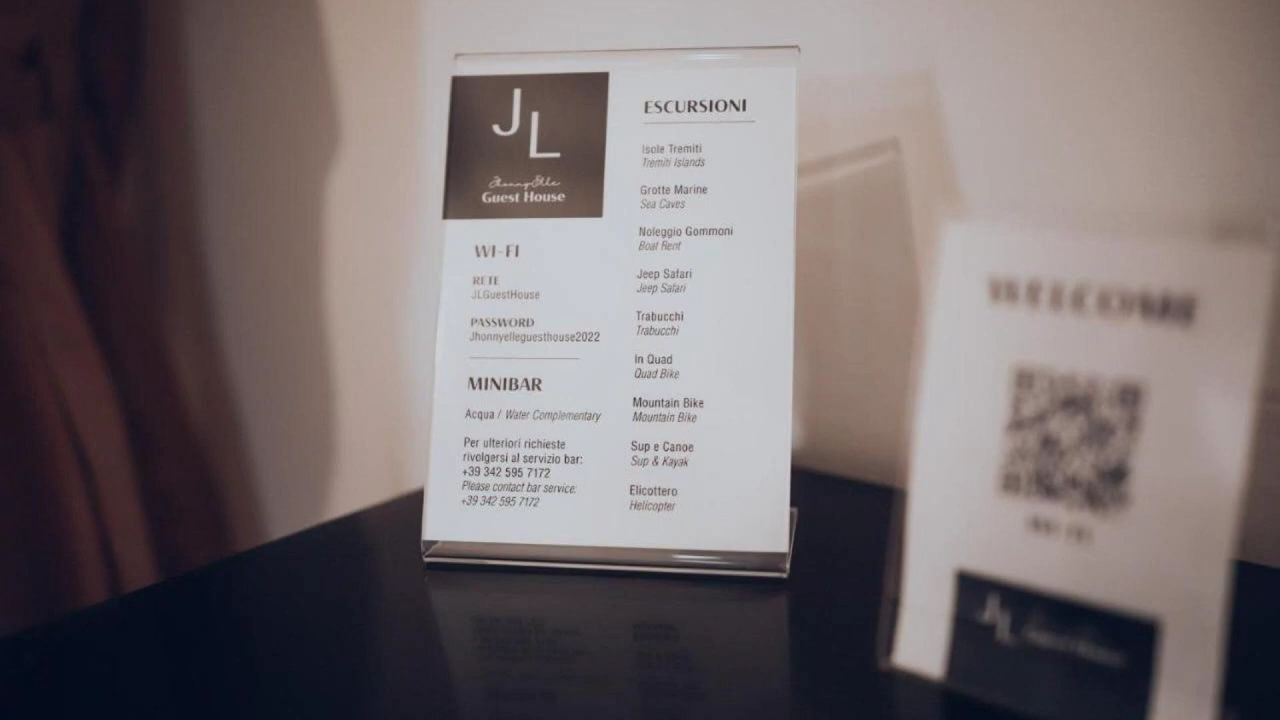 JL
JhonnyElle
Guest House
WI-FI
RETE
JLGuestHouse
PASSWORD
Jhonnyelleguesthouse2022
MINIBAR
Acqua / Water Complementary
Per ulteriori richieste
rivolgersi al servizio bar:
+39 342 595 7172
Please contact bar service:
+39 342 595 7172
ESCURSIONI
Isole Tremiti
Tremiti Islands
Grotte Marine
Sea Caves
Noleggio Gommoni
Boat Rent
Jeep Safari
Jeep Safari
Trabucchi
Trabucchi
In Quad
Quad Bike
Mountain Bike
Mountain Bike
Sup e Canoe
Sup & Kayak
Elicottero
Helicopter
WELCOME
JL